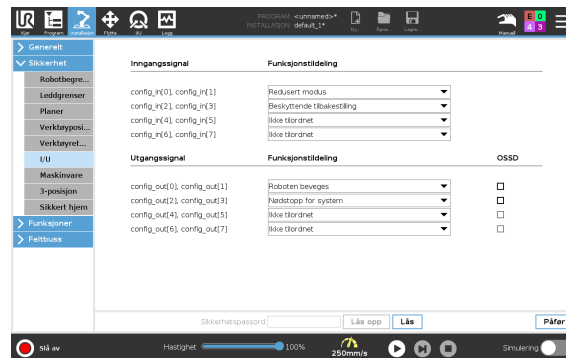 PROGRAM <unnamed>*
INSTALLASJON default_1*
Kjør Program Installasjon Flytte I/U Logg Ny... Åpne... Lagre... Manuell
E 0
4 3
Generelt
Sikkerhet
Robotbegre...
Leddgrenser
Planer
Verktøyposi...
Verktøyret...
I/U
Maskinvare
3-posisjon
Sikkert hjem
Funksjoner
Feltbuss
Inngangssignal Funksjonstildeling
config_in[0], config_in[1] Redusert modus
config_in[2], config_in[3] Beskyttende tilbakestilling
config_in[4], config_in[5] Ikke tilordnet
config_in[6], config_in[7] Ikke tilordnet
Utgangssignal Funksjonstildeling OSSD
config_out[0], config_out[1] Roboten beveges
config_out[2], config_out[3] Nødstopp for system
config_out[4], config_out[5] Ikke tilordnet
config_out[6], config_out[7] Ikke tilordnet
Sikkerhetspassord Lås opp Lås Påfør
Slå av Hastighet 100% 250mm/s Simulering